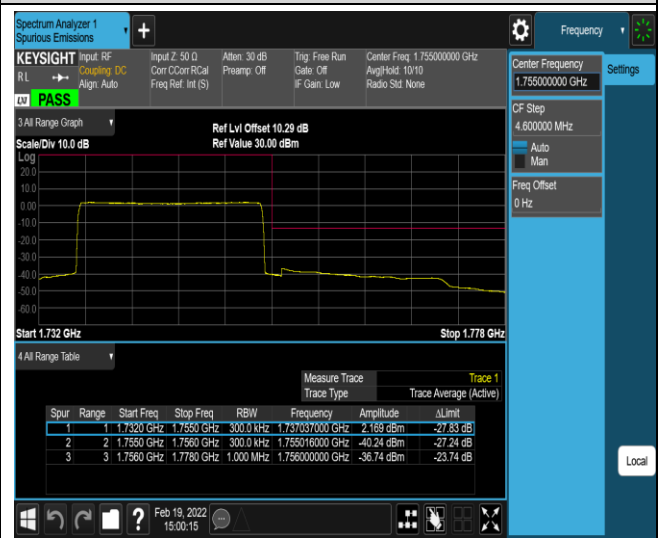 Spectrum Analyzer 1
Spurious Emissions
Frequency
KEYSIGHT Input: RF Input Z: 50 Ω Atten: 30 dB Trig: Free Run Center Freq: 1.755000000 GHz
RL Coupling: DC Corr CCorr RCal Preamp: Off Gate: Off Avg|Hold: 10/10
Align: Auto Freq Ref: Int (S) IF Gain: Low Radio Std: None
LXI PASS
3 All Range Graph
Ref Lvl Offset 10.29 dB
Scale/Div 10.0 dB Ref Value 30.00 dBm
Log
20.0
10.0
0.00
-10.0
-20.0
-30.0
-40.0
-50.0
-60.0
Start 1.732 GHz Stop 1.778 GHz
4 All Range Table
Measure Trace Trace 1
Trace Type Trace Average (Active)
Spur Range Start Freq Stop Freq RBW Frequency Amplitude ΔLimit
1 1 1.7320 GHz 1.7550 GHz 300.0 kHz 1.737037000 GHz 2.169 dBm -27.83 dB
2 2 1.7550 GHz 1.7560 GHz 300.0 kHz 1.755016000 GHz -40.24 dBm -27.24 dB
3 3 1.7560 GHz 1.7780 GHz 1.000 MHz 1.756000000 GHz -36.74 dBm -23.74 dB
Center Frequency
1.755000000 GHz
Settings
CF Step
4.600000 MHz
Auto
Man
Freq Offset
0 Hz
Local
? Feb 19, 2022
15:00:15